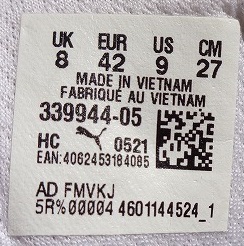 UK EUR US CM
8 42 9 27
MADE IN VIETNAM
FABRIQUÉ AU VIETNAM
339944-05
HC 0521
EAN:4062453184085
AD FMVKJ
5R%00004 4601144524_1